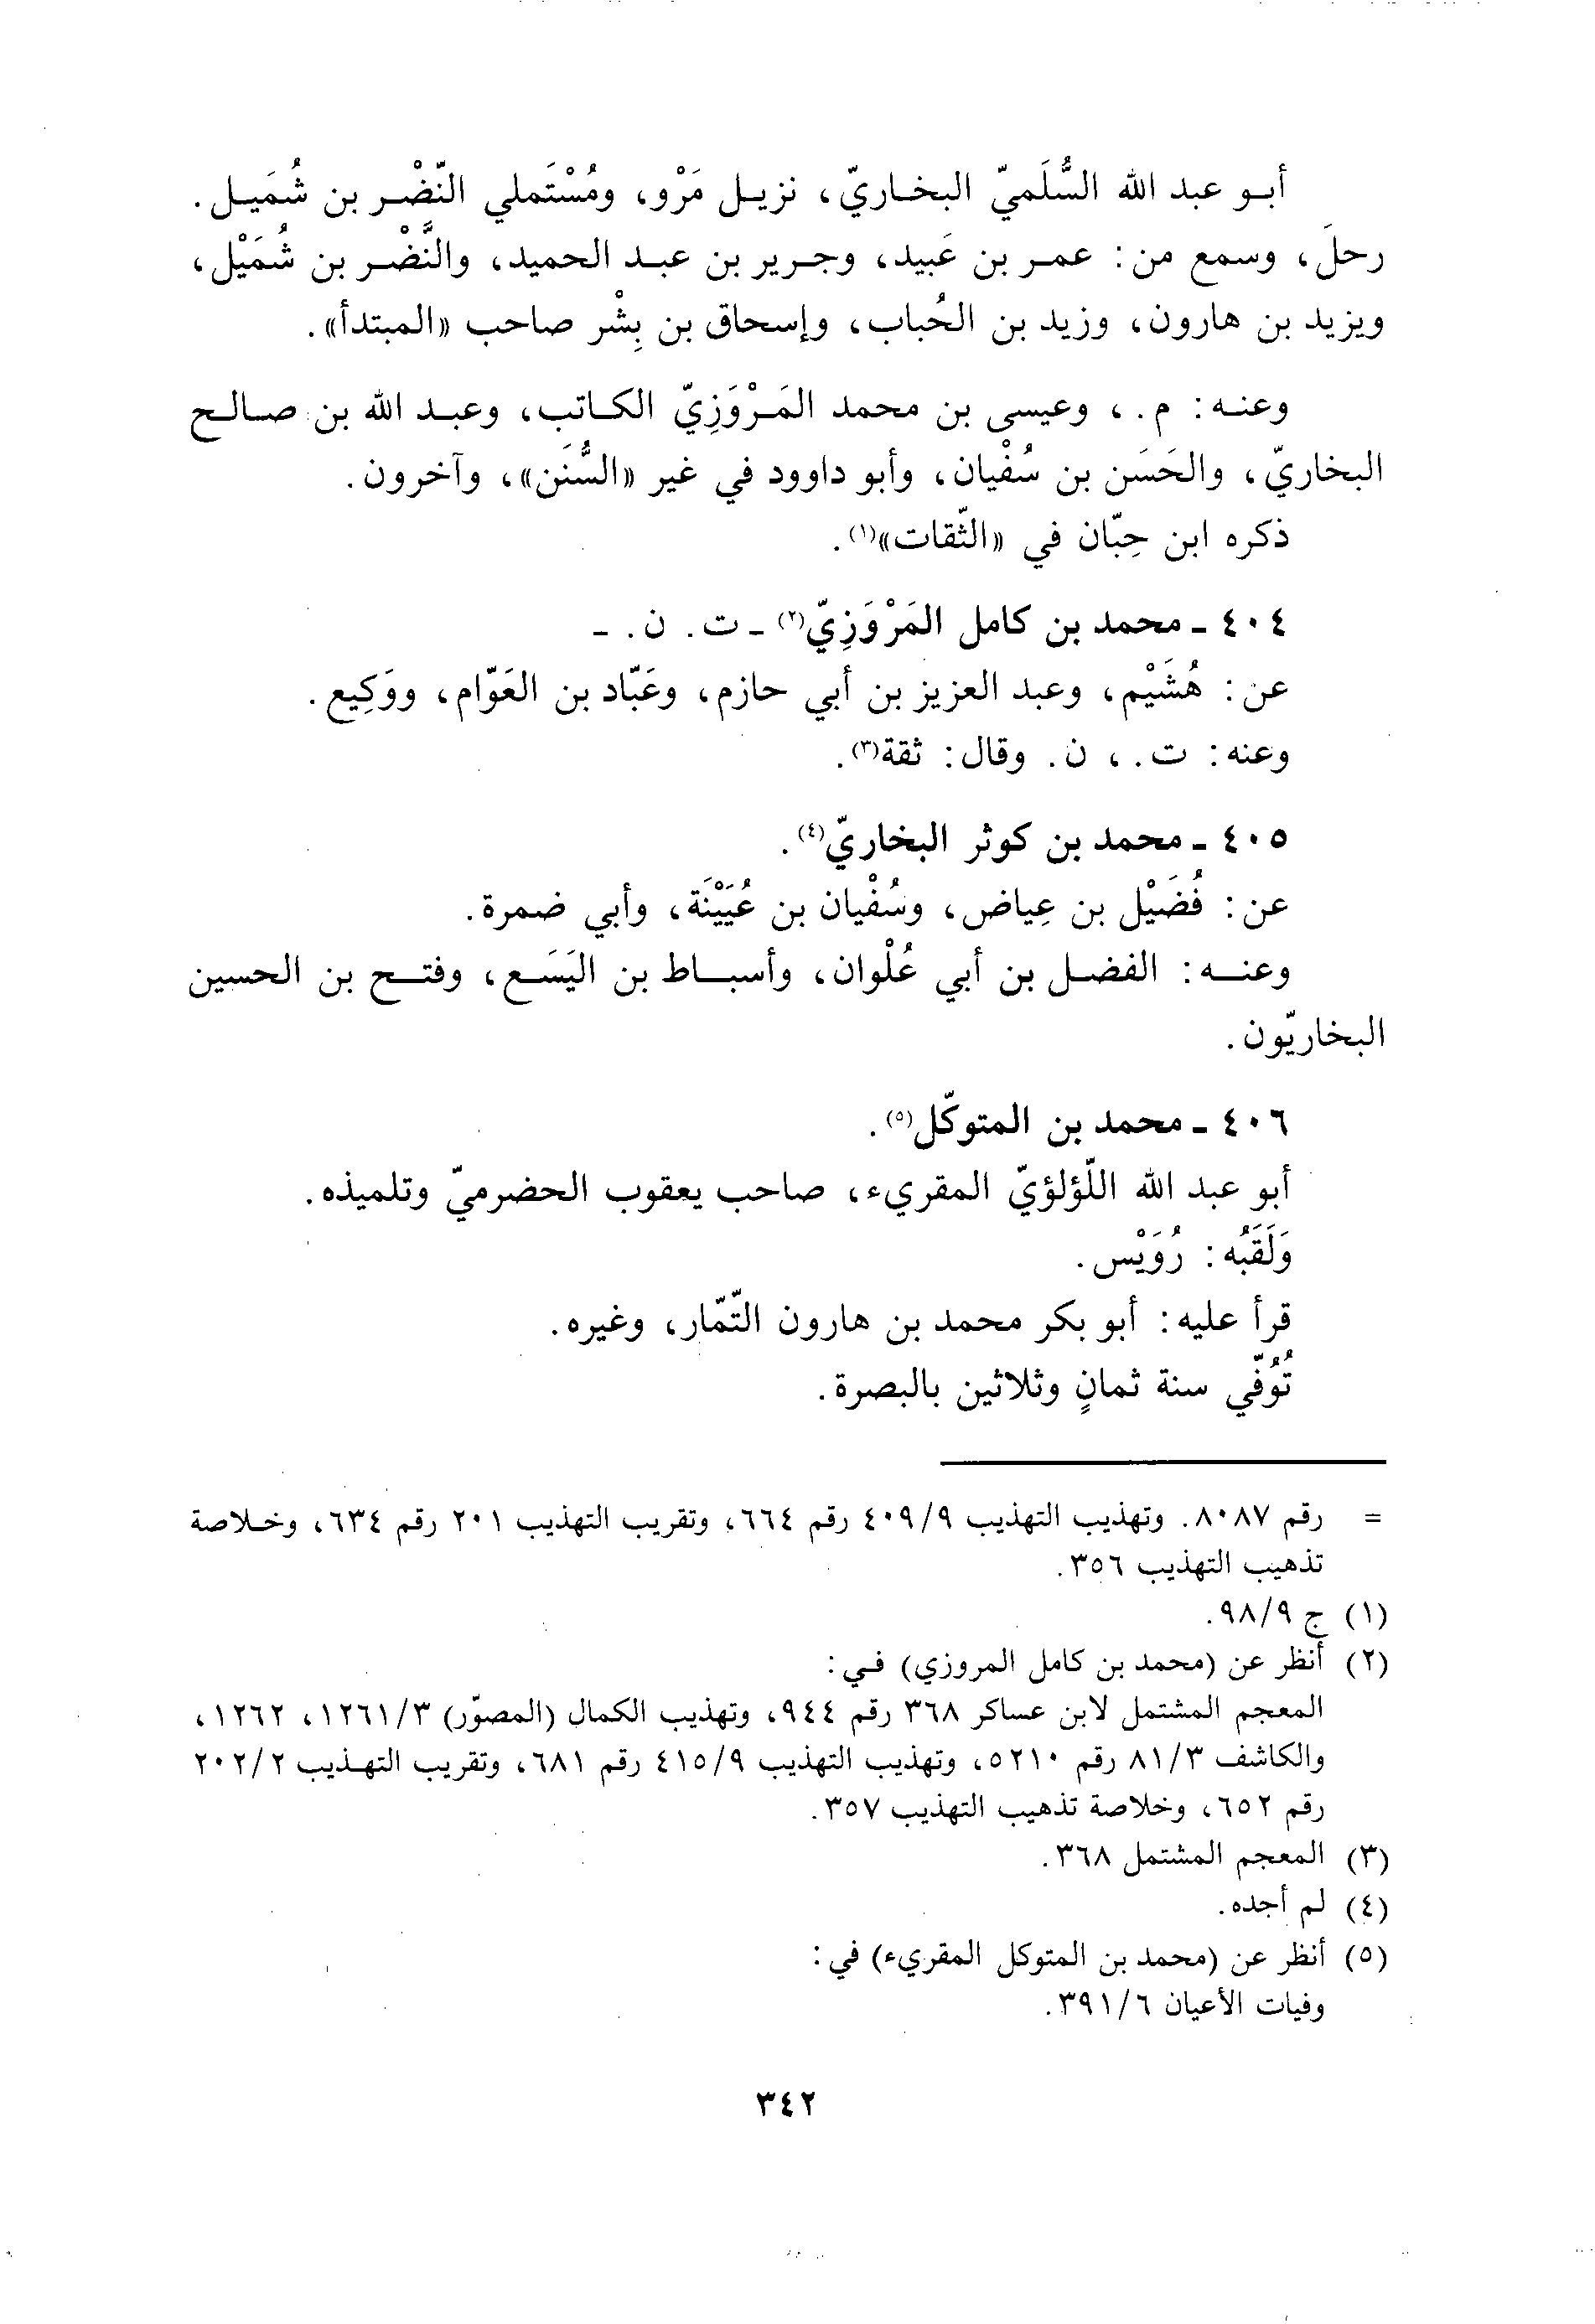 أبو عبد الله السُّلَميّ البخاريّ، نزيل مَرْو، ومُسْتَملي النَّضْر بن شُمَيل.
رحلَ، وسمع من: عمر بن عَبيد، وجرير بن عبد الحميد، والنَّضْر بن شُمَيْل،
ويزيد بن هارون، وزيد بن الحُباب، وإسحاق بن بِشْر صاحب «المبتدأ».
وعنه: م.، وعيسى بن محمد المَرْوَزِيّ الكاتب، وعبد الله بن صالح
البخاريّ، والحَسَن بن سُفْيان، وأبو داوود في غير «السُّنَن»، وآخرون.
ذكره ابن حِبّان في «الثّقات»(١).
٤٠٤ ـ محمد بن كامل المَرْوَزِيّ(٢) ـ ت. ن. ـ
عن: هُشَيْم، وعبد العزيز بن أبي حازم، وعَبّاد بن العَوّام، ووَكِيع.
وعنه: ت.، ن. وقال: ثقة(٣).
٤٠٥ ـ محمد بن كوثر البخاريّ(٤).
عن: فُضَيْل بن عِياض، وسُفْيان بن عُيَيْنَة، وأبي ضمرة.
وعنه: الفضل بن أبي عُلْوان، وأسباط بن اليَسَع، وفتح بن الحسين
البخاريّون.
٤٠٦ ـ محمد بن المتوكّل(٥).
أبو عبد الله اللّؤلؤيّ المقريء، صاحب يعقوب الحضرميّ وتلميذه.
وَلَقَبُه: رُوَيْس.
قرأ عليه: أبو بكر محمد بن هارون التّمّار، وغيره.
تُوُفّي سنة ثمانٍ وثلاثين بالبصرة.
= رقم ٨٠٨٧. وتهذيب التهذيب ٤٠٩/٩ رقم ٦٦٤، وتقريب التهذيب ٢٠١ رقم ٦٣٤، وخلاصة
تذهيب التهذيب ٣٥٦.
(١) ج ٩٨/٩.
(٢) أنظر عن (محمد بن كامل المروزي) في:
المعجم المشتمل لابن عساكر ٣٦٨ رقم ٩٤٤، وتهذيب الكمال (المصوّر) ١٢٦١/٣، ١٢٦٢،
والكاشف ٨١/٣ رقم ٥٢١٠، وتهذيب التهذيب ٤١٥/٩ رقم ٦٨١، وتقريب التهذيب ٢٠٢/٢
رقم ٦٥٢، وخلاصة تذهيب التهذيب ٣٥٧.
(٣) المعجم المشتمل ٣٦٨.
(٤) لم أجده.
(٥) أنظر عن (محمد بن المتوكل المقريء) في:
وفيات الأعيان ٣٩١/٦.
٣٤٢